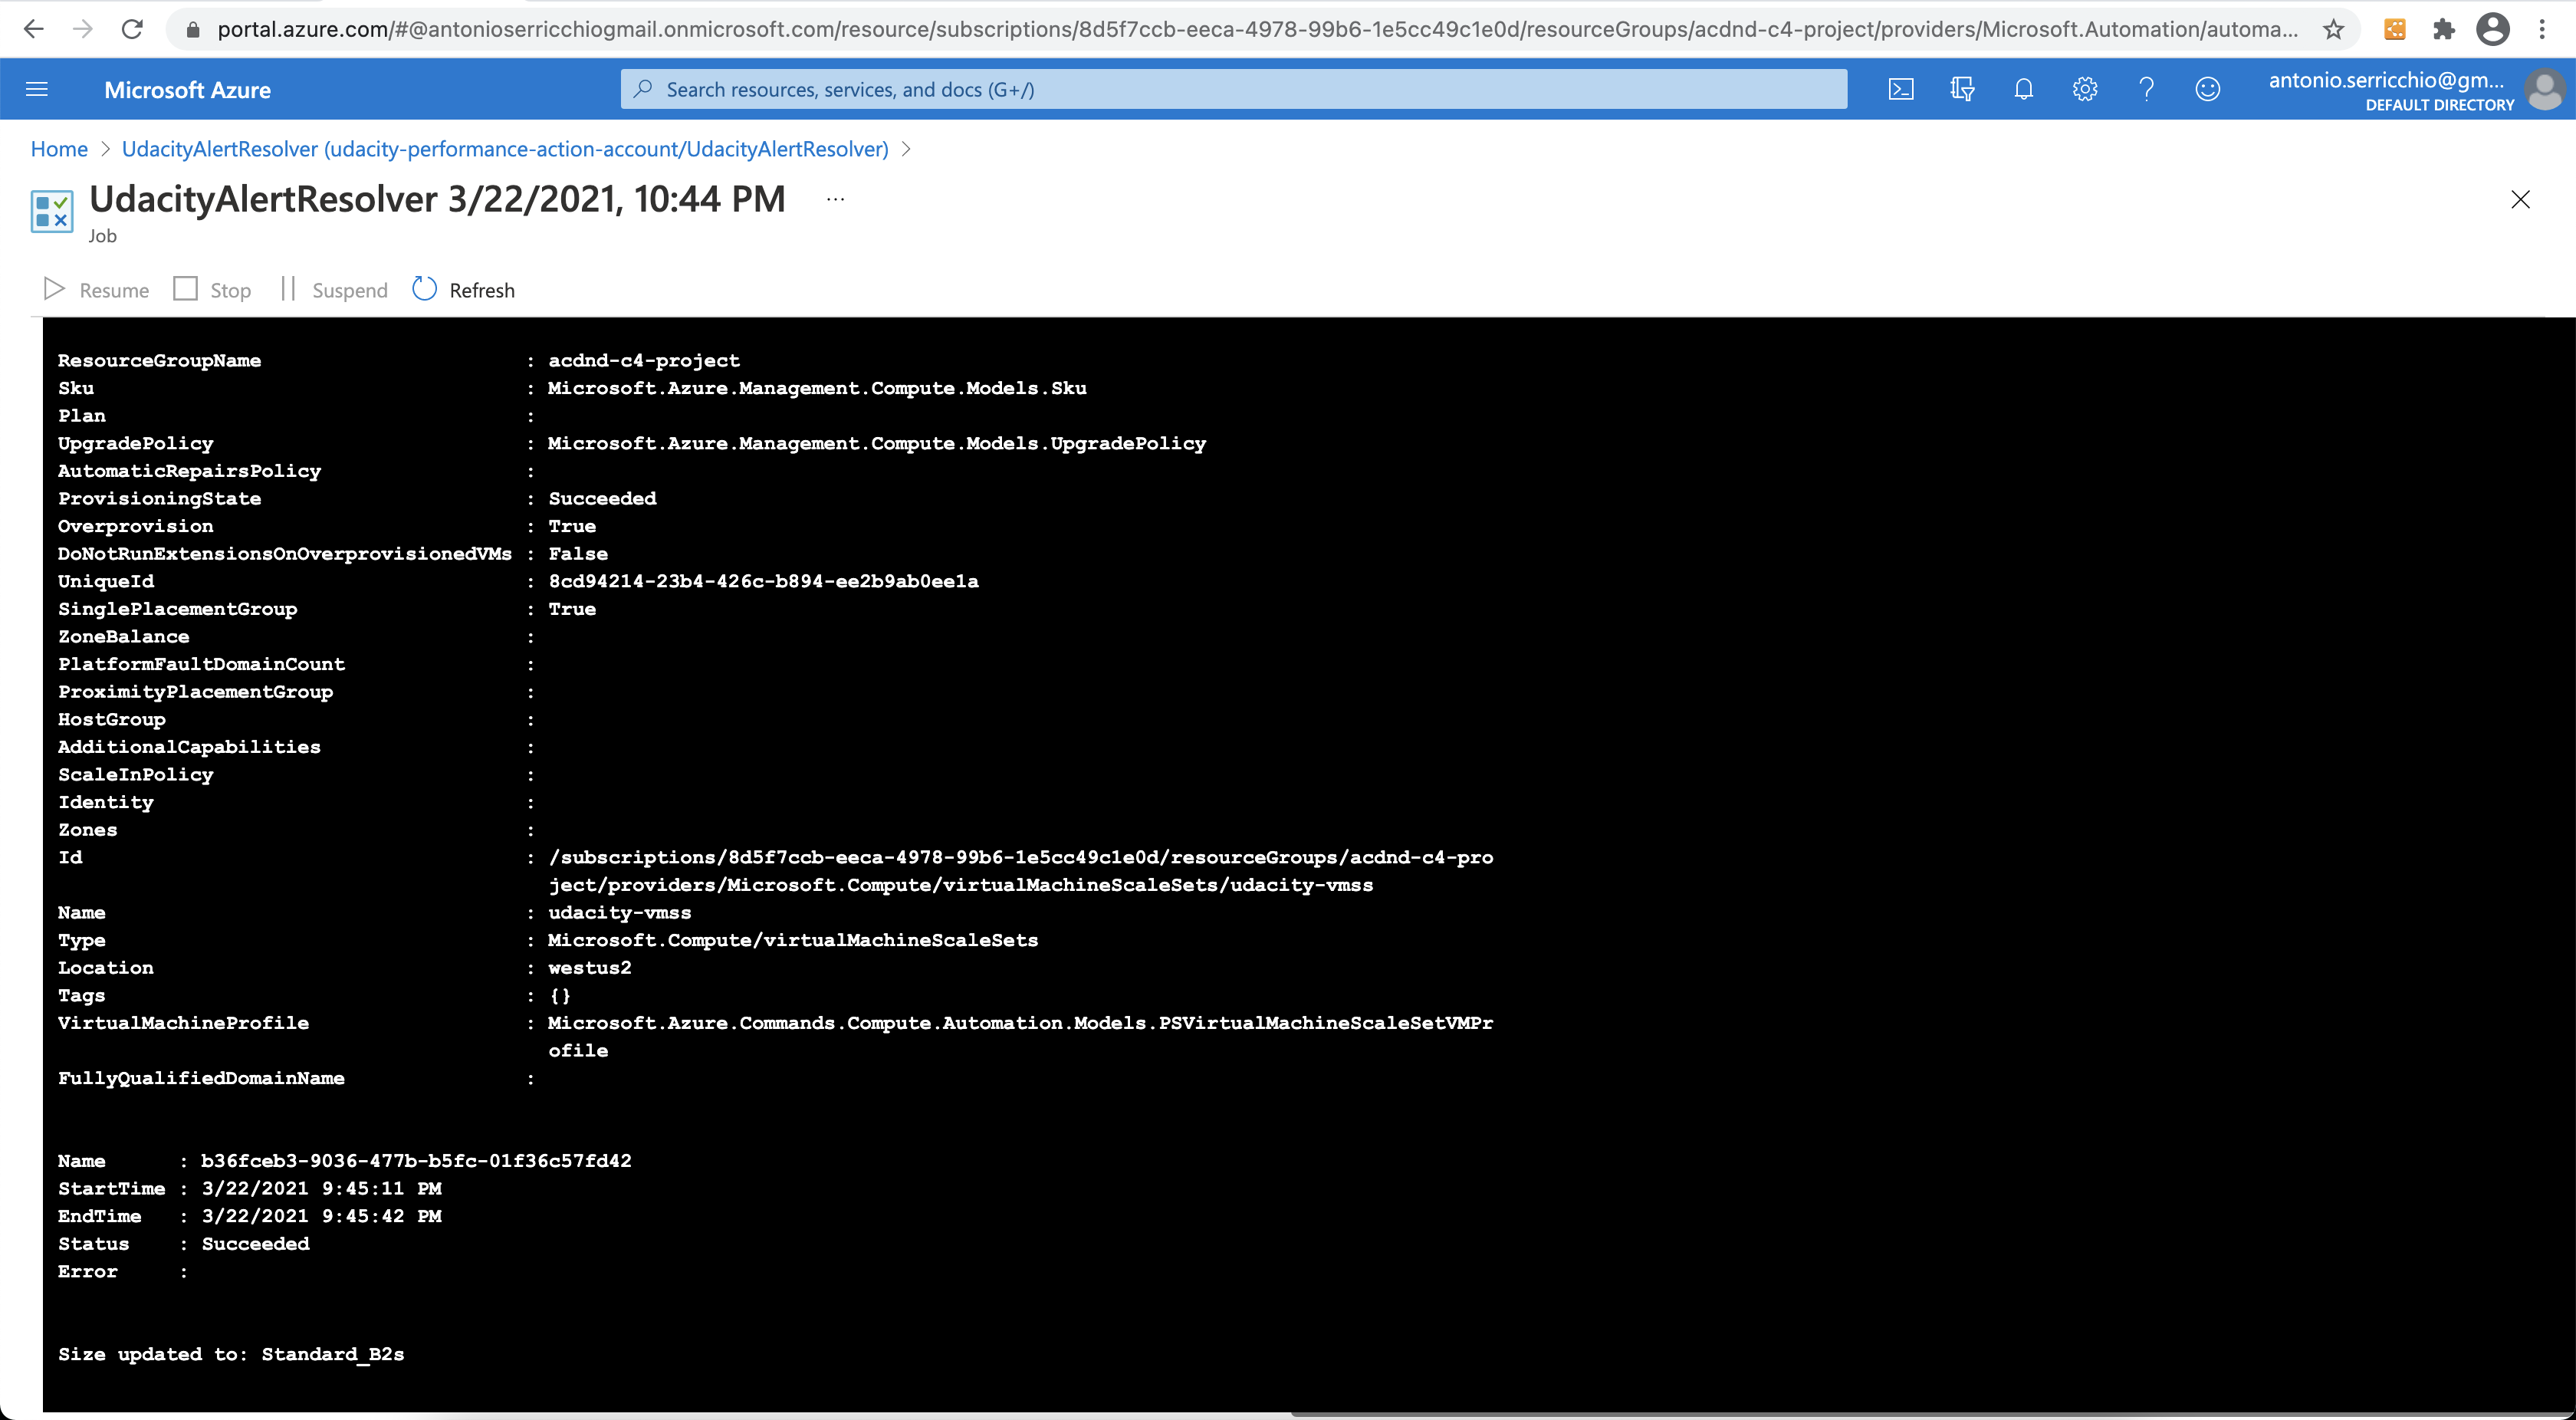 portal.azure.com/#@antonioserricchiogmail.onmicrosoft.com/resource/subscriptions/8d5f7ccb-eeca-4978-99b6-1e5cc49c1e0d/resourceGroups/acdnd-c4-project/providers/Microsoft.Automation/automa...
Microsoft Azure
Search resources, services, and docs (G+/)
antonio.serricchio@gm...
DEFAULT DIRECTORY
Home > UdacityAlertResolver (udacity-performance-action-account/UdacityAlertResolver) >
UdacityAlertResolver 3/22/2021, 10:44 PM ...
Job
Resume Stop Suspend Refresh
ResourceGroupName : acdnd-c4-project
Sku : Microsoft.Azure.Management.Compute.Models.Sku
Plan :
UpgradePolicy : Microsoft.Azure.Management.Compute.Models.UpgradePolicy
AutomaticRepairsPolicy :
ProvisioningState : Succeeded
Overprovision : True
DoNotRunExtensionsOnOverprovisionedVMs : False
UniqueId : 8cd94214-23b4-426c-b894-ee2b9ab0ee1a
SinglePlacementGroup : True
ZoneBalance :
PlatformFaultDomainCount :
ProximityPlacementGroup :
HostGroup :
AdditionalCapabilities :
ScaleInPolicy :
Identity :
Zones :
Id : /subscriptions/8d5f7ccb-eeca-4978-99b6-1e5cc49c1e0d/resourceGroups/acdnd-c4-pro
ject/providers/Microsoft.Compute/virtualMachineScaleSets/udacity-vmss
Name : udacity-vmss
Type : Microsoft.Compute/virtualMachineScaleSets
Location : westus2
Tags : {}
VirtualMachineProfile : Microsoft.Azure.Commands.Compute.Automation.Models.PSVirtualMachineScaleSetVMPr
ofile
FullyQualifiedDomainName :
Name : b36fceb3-9036-477b-b5fc-01f36c57fd42
StartTime : 3/22/2021 9:45:11 PM
EndTime : 3/22/2021 9:45:42 PM
Status : Succeeded
Error :
Size updated to: Standard_B2s